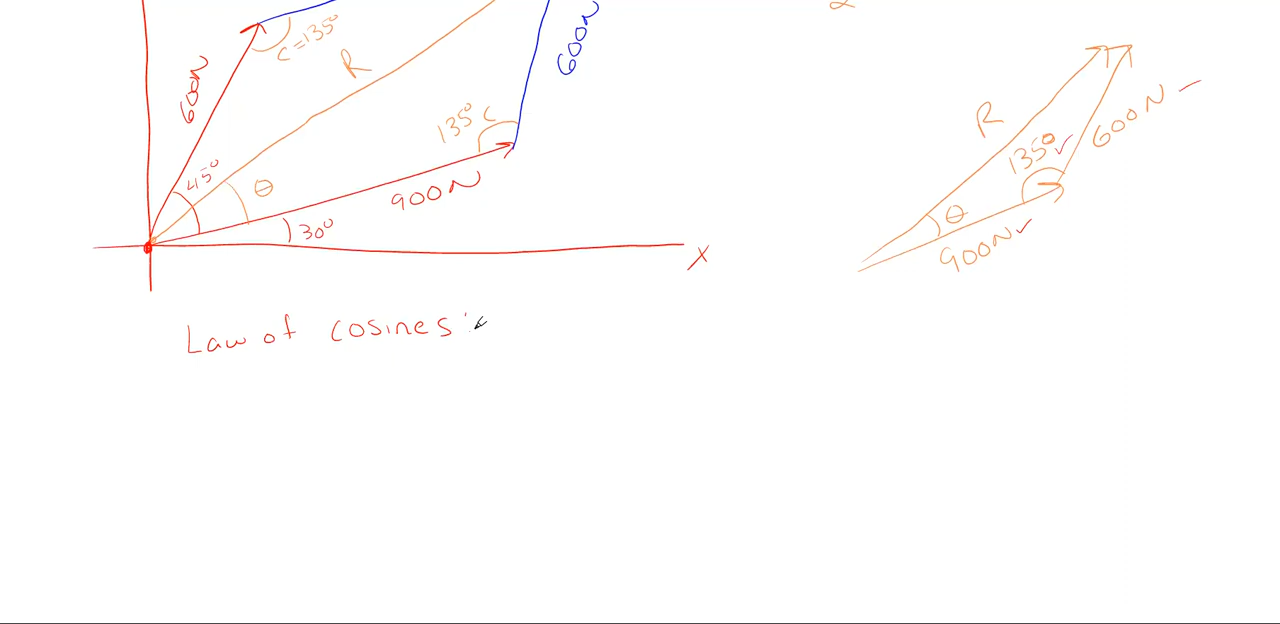 ∝
C=135°
600N
R
600N
135° C
45°
θ
900N
30°
X
R
135° ✓
600N
θ
900N ✓
Law of cosines :